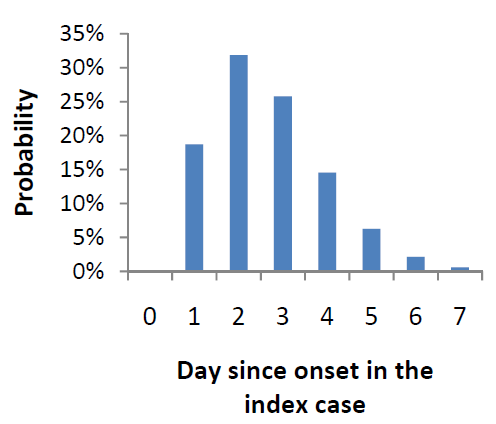 35%
30%
25%
20%
15%
10%
5%
0%
Probability
0 1 2 3 4 5 6 7
Day since onset in the
index case